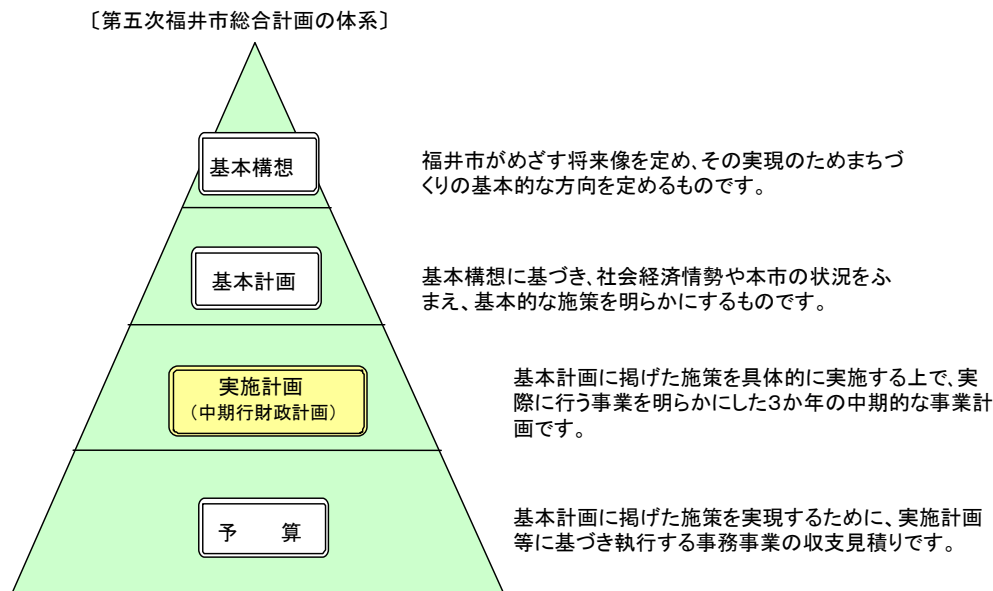 〔第五次福井市総合計画の体系〕
基本構想
福井市がめざす将来像を定め、その実現のためまちづ
くりの基本的な方向を定めるものです。
基本計画
基本構想に基づき、社会経済情勢や本市の状況をふ
まえ、基本的な施策を明らかにするものです。
実施計画
（中期行財政計画）
基本計画に掲げた施策を具体的に実施する上で、実
際に行う事業を明らかにした３か年の中期的な事業計
画です。
予　　算
基本計画に掲げた施策を実現するために、実施計画
等に基づき執行する事務事業の収支見積りです。